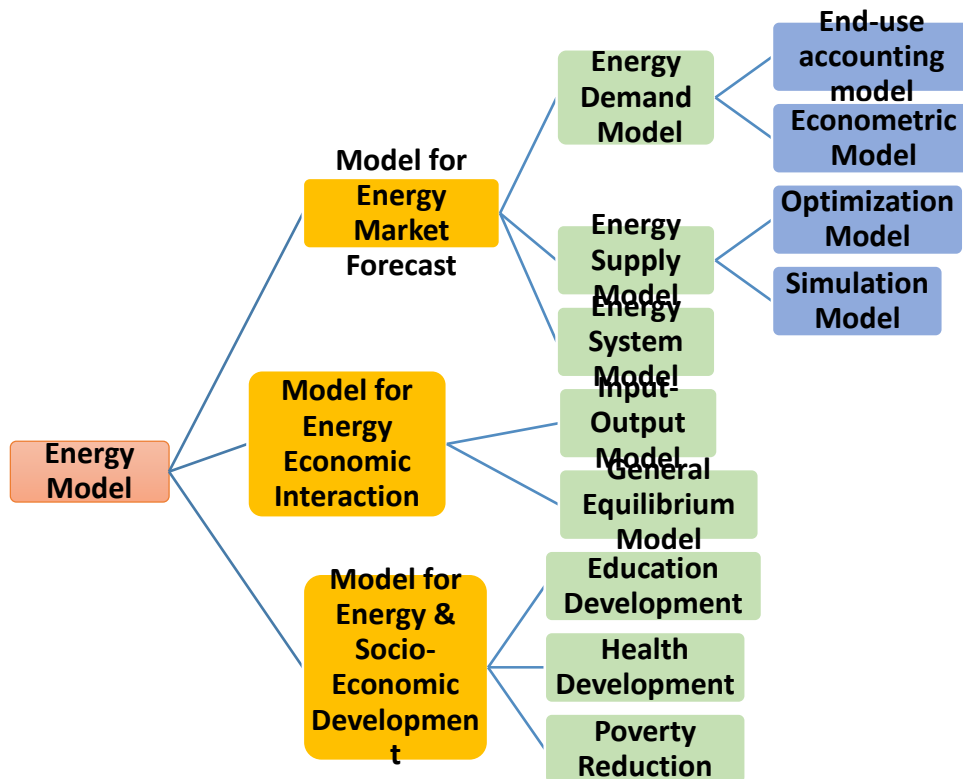 End-use
accounting
model
Energy
Demand
Model
Econometric
Model
Model for
Energy
Market
Forecast
Optimization
Model
Energy
Supply
Model
Simulation
Model
Energy
System
Model
Model for
Energy
Economic
Interaction
Input-
Output
Model
Energy
Model
General
Equilibrium
Model
Model for
Energy &
Socio-
Economic
Developmen
t
Education
Development
Health
Development
Poverty
Reduction